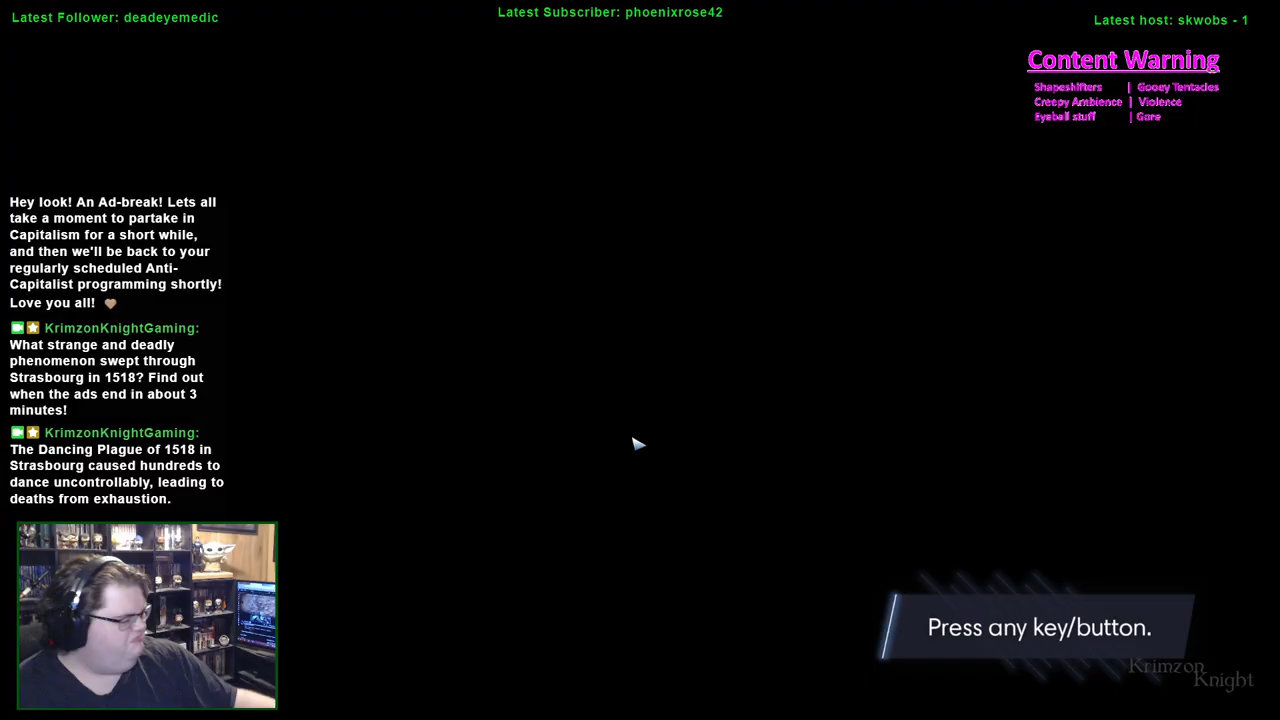 Latest Follower: deadeyemedic
Latest Subscriber: phoenixrose42
Latest host: skwobs - 1
Content Warning
Shapeshifters | Gooey Tentacles
Creepy Ambience | Violence
Eyeball stuff | Gore
Hey look! An Ad-break! Lets all
take a moment to partake in
Capitalism for a short while,
and then we'll be back to your
regularly scheduled Anti-
Capitalist programming shortly!
Love you all!
KrimzonKnightGaming:
What strange and deadly
phenomenon swept through
Strasbourg in 1518? Find out
when the ads end in about 3
minutes!
KrimzonKnightGaming:
The Dancing Plague of 1518 in
Strasbourg caused hundreds to
dance uncontrollably, leading to
deaths from exhaustion.
Press any key/button.
Krimzon
Knight